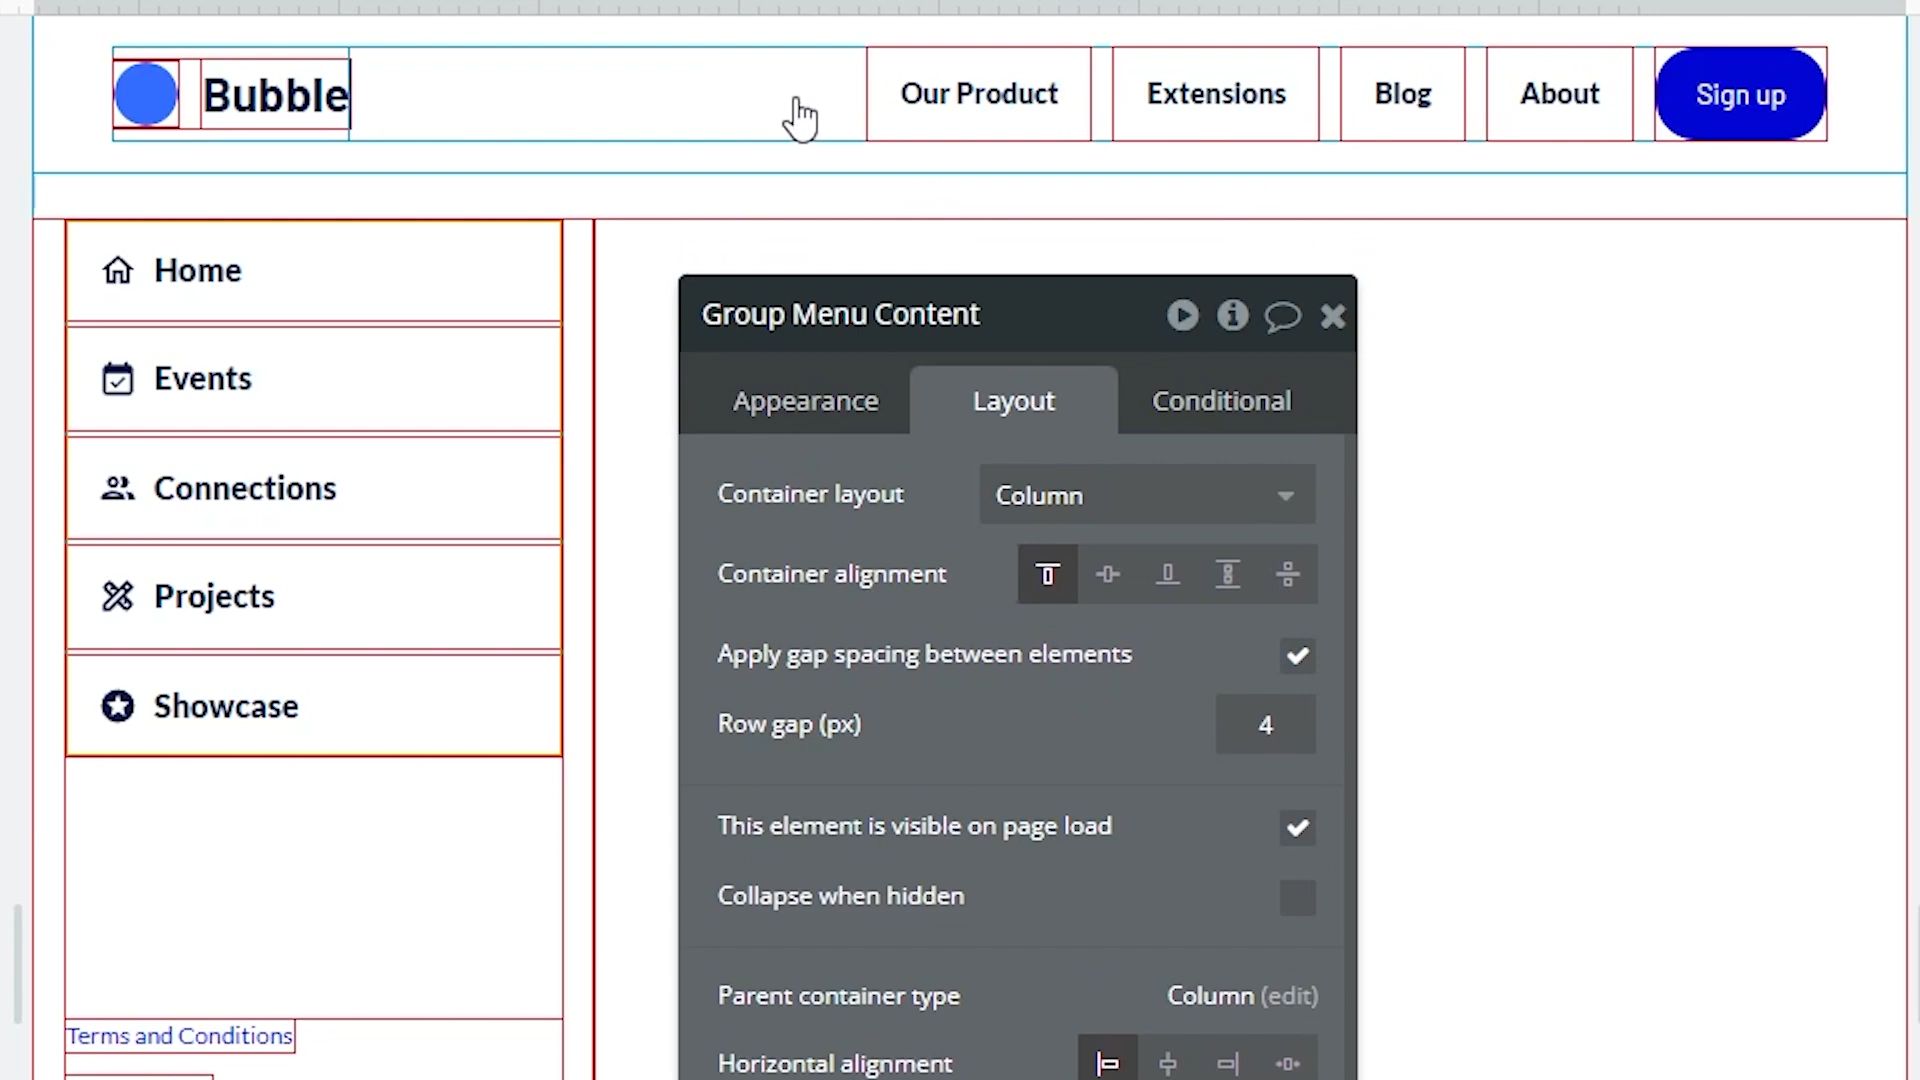 Bubble
Our Product
Extensions
Blog
About
Sign up
Home
Events
Connections
Projects
Showcase
Terms and Conditions
Group Menu Content
Appearance
Layout
Conditional
Container layout
Column
Container alignment
Apply gap spacing between elements
Row gap (px)
4
This element is visible on page load
Collapse when hidden
Parent container type
Column (edit)
Horizontal alignment